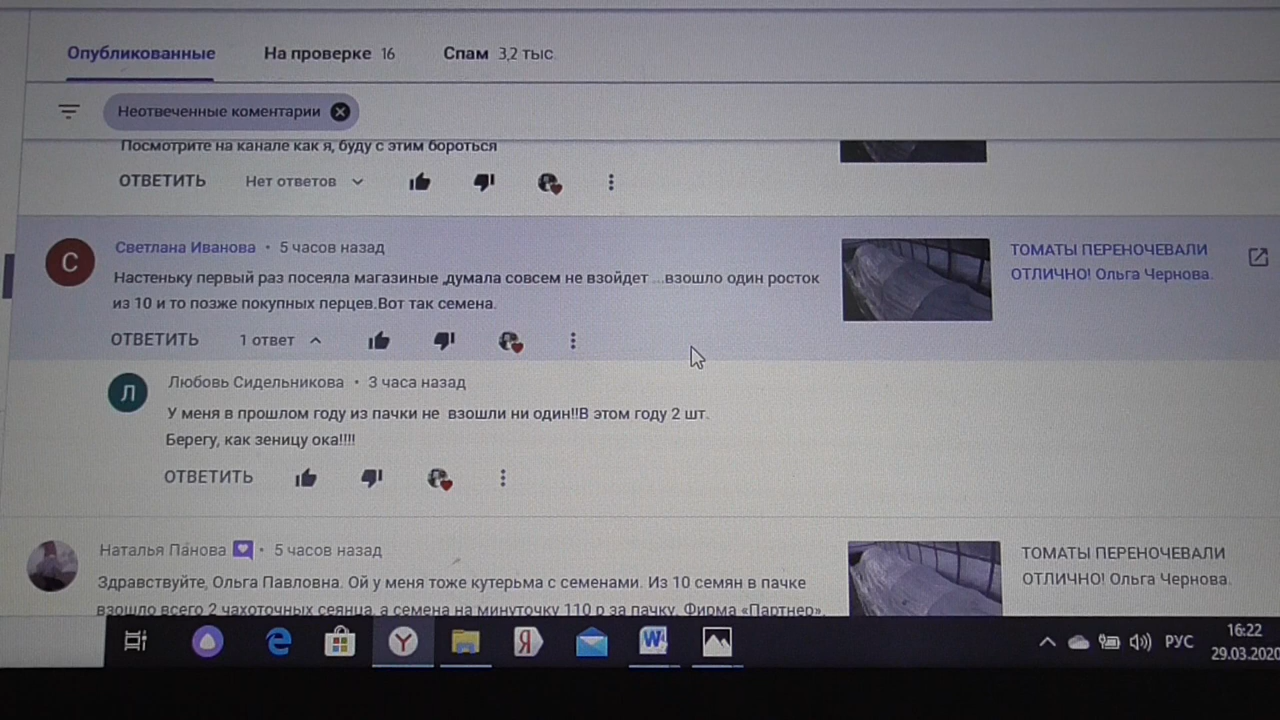 Опубликованные На проверке 16 Спам 3,2 тыс.
Неотвеченные коментарии
Посмотрите на канале как я, буду с этим бороться
ОТВЕТИТЬ Нет ответов
С
Светлана Иванова • 5 часов назад
Настеньку первый раз посеяла магазиные ,думала совсем не взойдет ...взошло один росток
из 10 и то позже покупных перцев.Вот так семена.
ТОМАТЫ ПЕРЕНОЧЕВАЛИ
ОТЛИЧНО! Ольга Чернова.
ОТВЕТИТЬ 1 ответ
Л
Любовь Сидельникова • 3 часа назад
У меня в прошлом году из пачки не взошли ни один!!В этом году 2 шт.
Берегу, как зеницу ока!!!!
ОТВЕТИТЬ
Наталья Панова • 5 часов назад
Здравствуйте, Ольга Павловна. Ой у меня тоже кутерьма с семенами. Из 10 семян в пачке
взошло всего 2 чахоточных сеянца, а семена на минуточку 110 р за пачку. Фирма «Партнер».
ТОМАТЫ ПЕРЕНОЧЕВАЛИ
ОТЛИЧНО! Ольга Чернова.
e Y Я W
РУС
16:22
29.03.2020